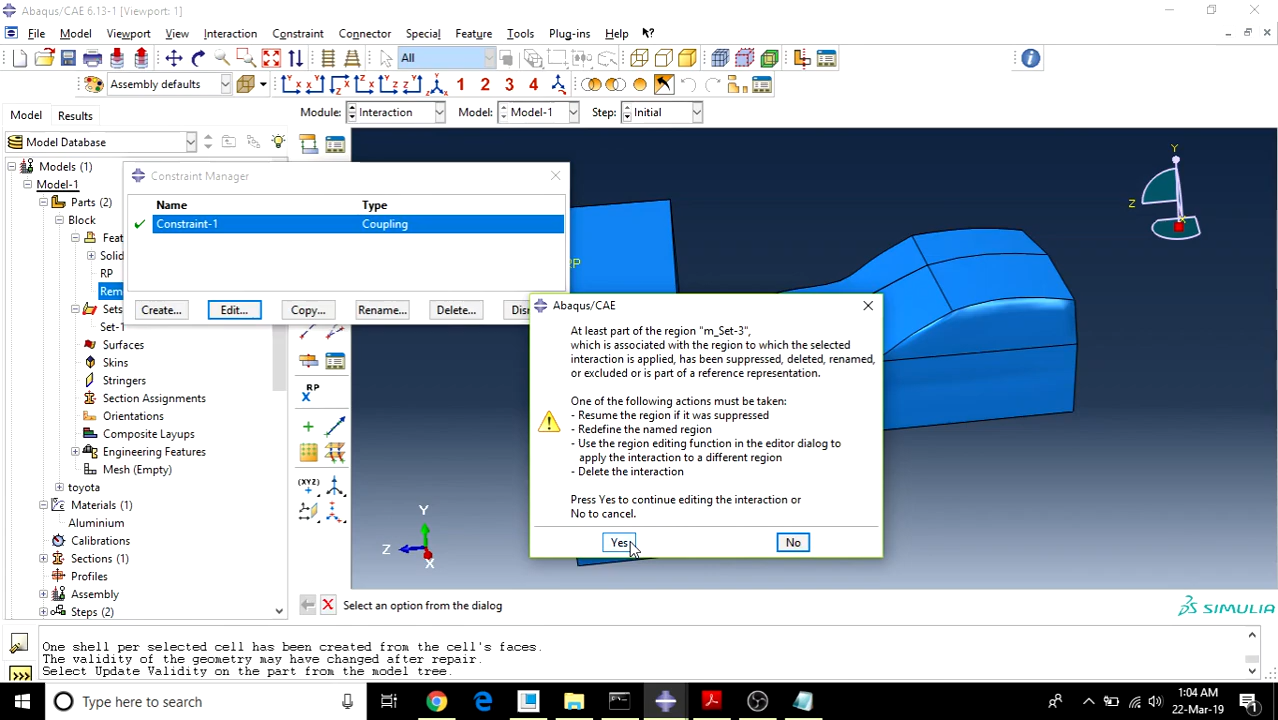 Abaqus/CAE 6.13-1 [Viewport: 1]
File Model Viewport View Interaction Constraint Connector Special Feature Tools Plug-ins Help
All
Assembly defaults
1 2 3 4
Model Results
Module: Interaction Model: Model-1 Step: Initial
Model Database
Models (1)
Model-1
Parts (2)
Block
Feat
Solid
RP
Rem
Sets
Set-1
Surfaces
Skins
Stringers
Section Assignments
Orientations
Composite Layups
Engineering Features
Mesh (Empty)
toyota
Materials (1)
Aluminium
Calibrations
Sections (1)
Profiles
Assembly
Steps (2)
RP
(XYZ)
Constraint Manager
Name Type
Constraint-1 Coupling
Create... Edit... Copy... Rename... Delete... Dis
RP
Y
Z
X
Abaqus/CAE
At least part of the region "m_Set-3",
which is associated with the region to which the selected
interaction is applied, has been suppressed, deleted, renamed,
or excluded or is part of a reference representation.
One of the following actions must be taken:
- Resume the region if it was suppressed
- Redefine the named region
- Use the region editing function in the editor dialog to
apply the interaction to a different region
- Delete the interaction
Press Yes to continue editing the interaction or
No to cancel.
Yes No
Y
Z
X
Select an option from the dialog
SIMULIA
One shell per selected cell has been created from the cell's faces.
The validity of the geometry may have changed after repair.
Select Update Validity on the part from the model tree.
>>>
Type here to search
1:04 AM
22-Mar-19
1